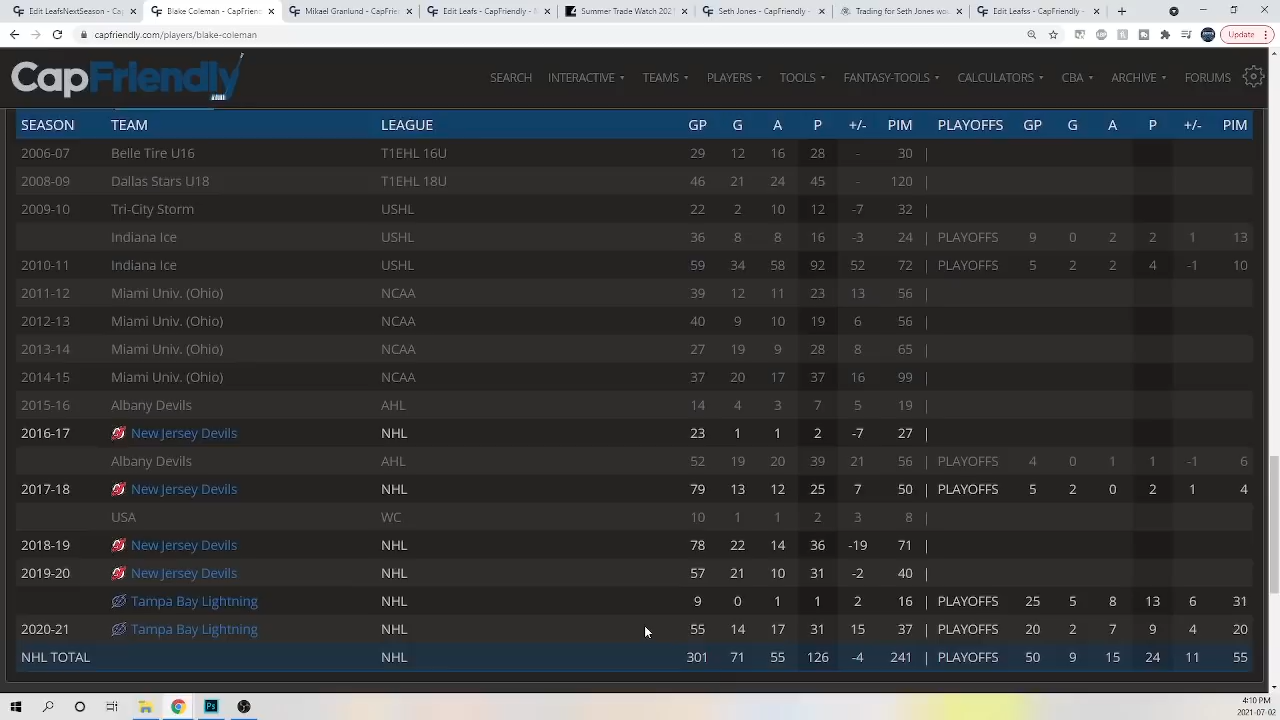 Edit LeafsNextSeason - Ca
Blake Coleman - CapFrien
Mikael Granlund - CapFrie
Edit Leafs - CapFriendly - N
Summer Trade Watch 202
Seth Jones - CapFriendly -
Trading for Seth Jones wou
Edit Leafss - CapFriendly -
capfriendly.com/players/blake-coleman
Update
CapFriendly
SEARCH INTERACTIVE TEAMS PLAYERS TOOLS FANTASY-TOOLS CALCULATORS CBA ARCHIVE FORUMS
SEASON TEAM LEAGUE GP G A P +/- PIM PLAYOFFS GP G A P +/- PIM
2006-07 Belle Tire U16 T1EHL 16U 29 12 16 28 - 30 |
2008-09 Dallas Stars U18 T1EHL 18U 46 21 24 45 - 120 |
2009-10 Tri-City Storm USHL 22 2 10 12 -7 32 |
Indiana Ice USHL 36 8 8 16 -3 24 | PLAYOFFS 9 0 2 2 1 13
2010-11 Indiana Ice USHL 59 34 58 92 52 72 | PLAYOFFS 5 2 2 4 -1 10
2011-12 Miami Univ. (Ohio) NCAA 39 12 11 23 13 56 |
2012-13 Miami Univ. (Ohio) NCAA 40 9 10 19 6 56 |
2013-14 Miami Univ. (Ohio) NCAA 27 19 9 28 8 65 |
2014-15 Miami Univ. (Ohio) NCAA 37 20 17 37 16 99 |
2015-16 Albany Devils AHL 14 4 3 7 5 19 |
2016-17 New Jersey Devils NHL 23 1 1 2 -7 27 |
Albany Devils AHL 52 19 20 39 21 56 | PLAYOFFS 4 0 1 1 -1 6
2017-18 New Jersey Devils NHL 79 13 12 25 7 50 | PLAYOFFS 5 2 0 2 1 4
USA WC 10 1 1 2 3 8 |
2018-19 New Jersey Devils NHL 78 22 14 36 -19 71 |
2019-20 New Jersey Devils NHL 57 21 10 31 -2 40 |
Tampa Bay Lightning NHL 9 0 1 1 2 16 | PLAYOFFS 25 5 8 13 6 31
2020-21 Tampa Bay Lightning NHL 55 14 17 31 15 37 | PLAYOFFS 20 2 7 9 4 20
NHL TOTAL NHL 301 71 55 126 -4 241 | PLAYOFFS 50 9 15 24 11 55
4:10 PM
2021-07-02